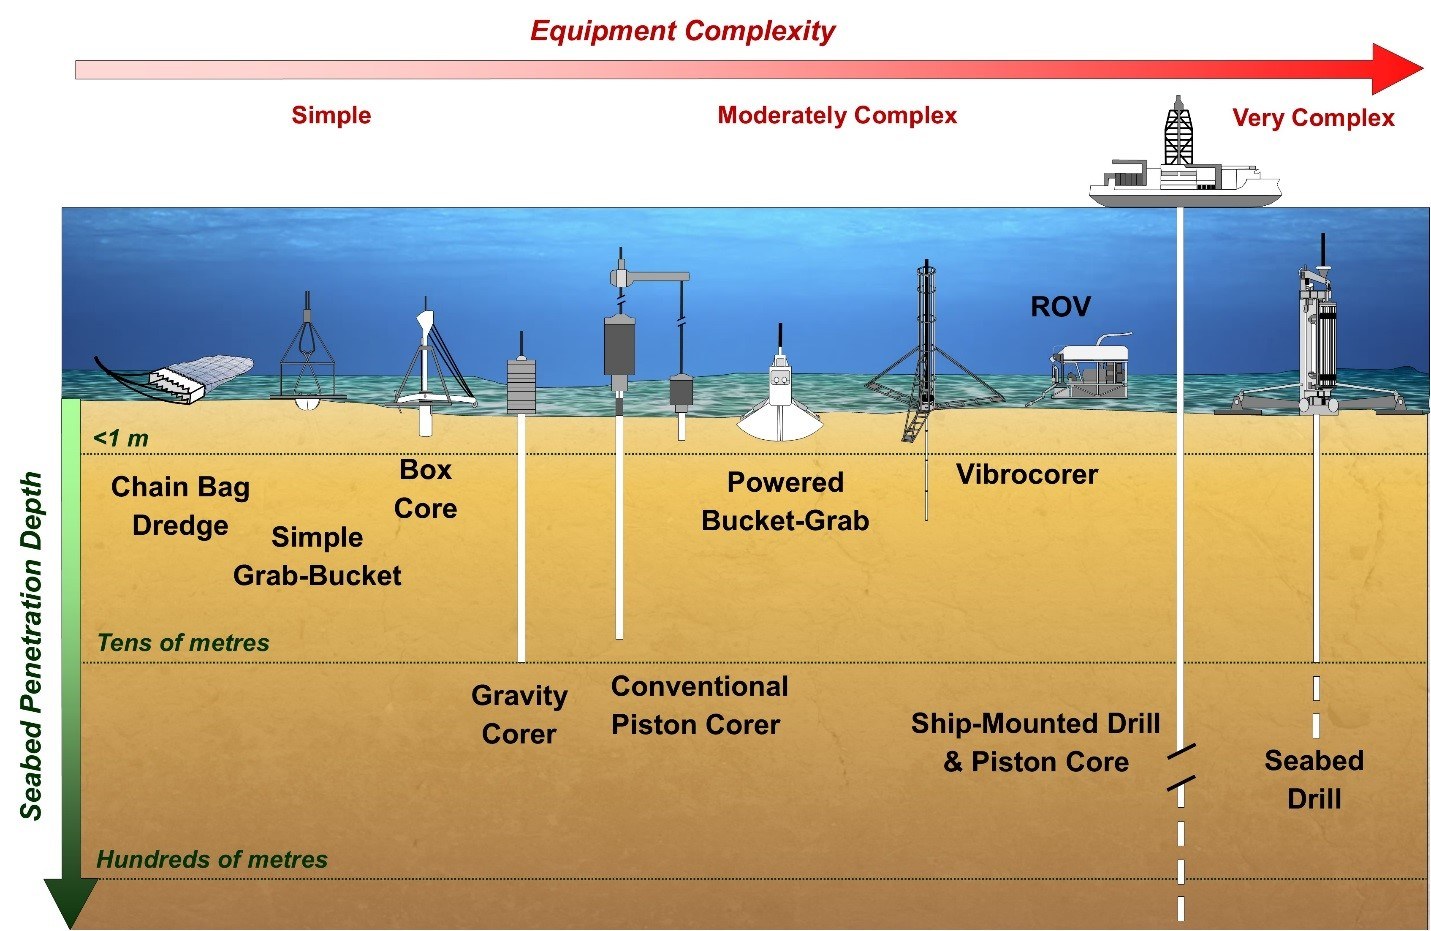 Equipment Complexity
Simple
Moderately Complex
Very Complex
ROV
Seabed Penetration Depth
<1 m
Chain Bag
Dredge
Simple
Grab-Bucket
Box
Core
Powered
Bucket-Grab
Vibrocorer
Tens of metres
Gravity
Corer
Conventional
Piston Corer
Ship-Mounted Drill
& Piston Core
Seabed
Drill
Hundreds of metres